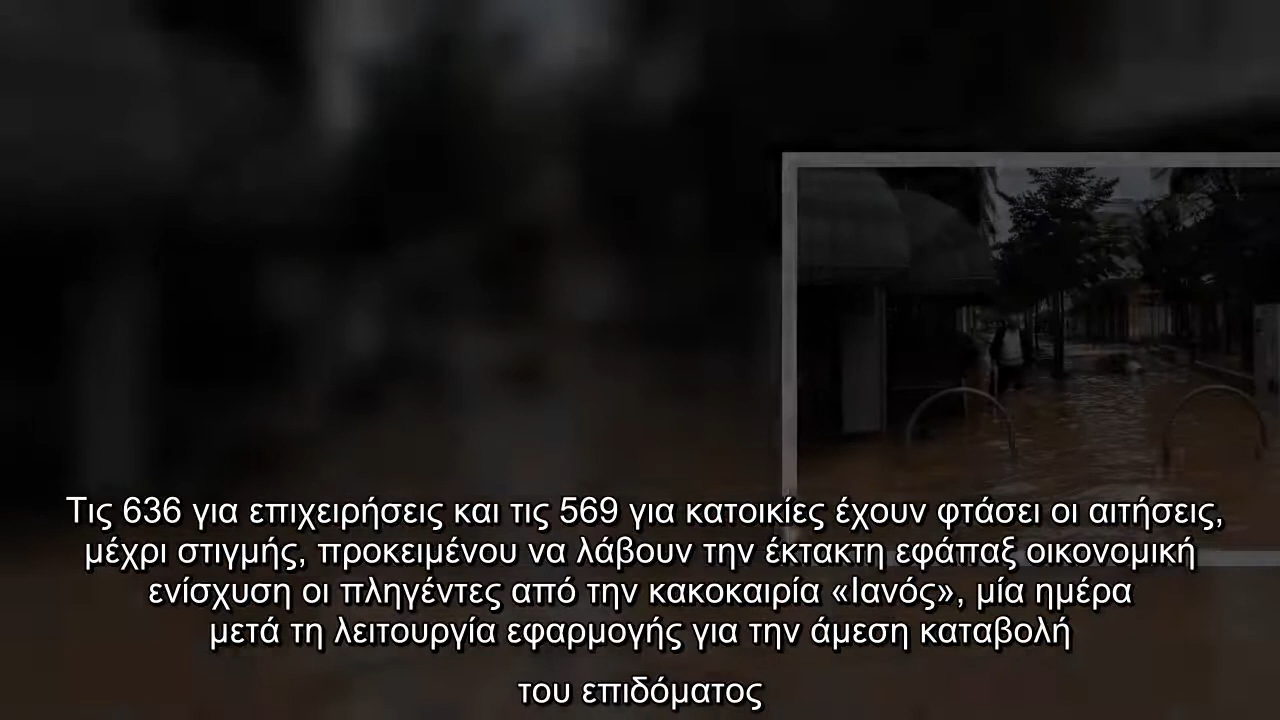 Τις 636 για επιχειρήσεις και τις 569 για κατοικίες έχουν φτάσει οι αιτήσεις,
μέχρι στιγμής, προκειμένου να λάβουν την έκτακτη εφάπαξ οικονομική
ενίσχυση οι πληγέντες από την κακοκαιρία «Ιανός», μία ημέρα
μετά τη λειτουργία εφαρμογής για την άμεση καταβολή
του επιδόματος